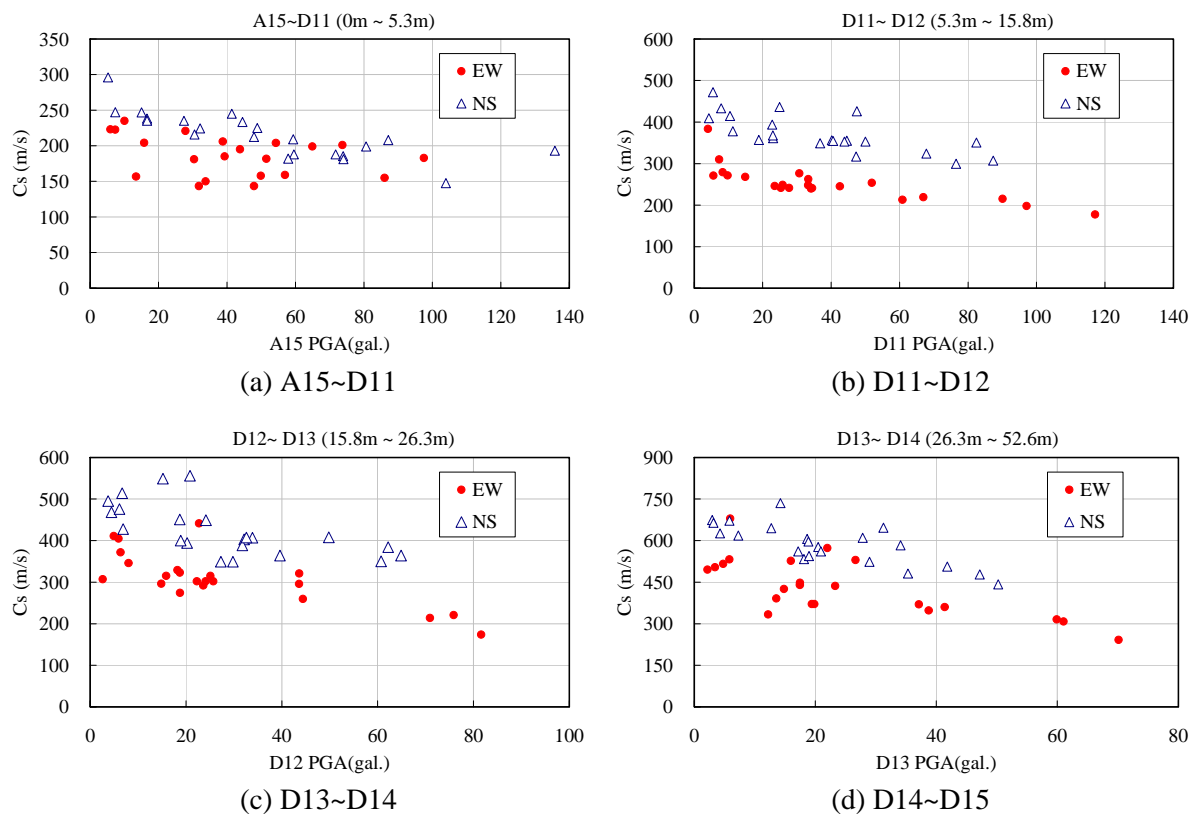 A15~D11 (0m ~ 5.3m)
350
300
250
200
150
100
50
0
Cs (m/s)
EW
NS
0 20 40 60 80 100 120 140
A15 PGA(gal.)
(a) A15~D11
D11~ D12 (5.3m ~ 15.8m)
600
500
400
300
200
100
0
Cs (m/s)
EW
NS
0 20 40 60 80 100 120 140
D11 PGA(gal.)
(b) D11~D12
D12~ D13 (15.8m ~ 26.3m)
600
500
400
300
200
100
0
Cs (m/s)
EW
NS
0 20 40 60 80 100
D12 PGA(gal.)
(c) D13~D14
D13~ D14 (26.3m ~ 52.6m)
900
750
600
450
300
150
0
Cs (m/s)
EW
NS
0 20 40 60 80
D13 PGA(gal.)
(d) D14~D15